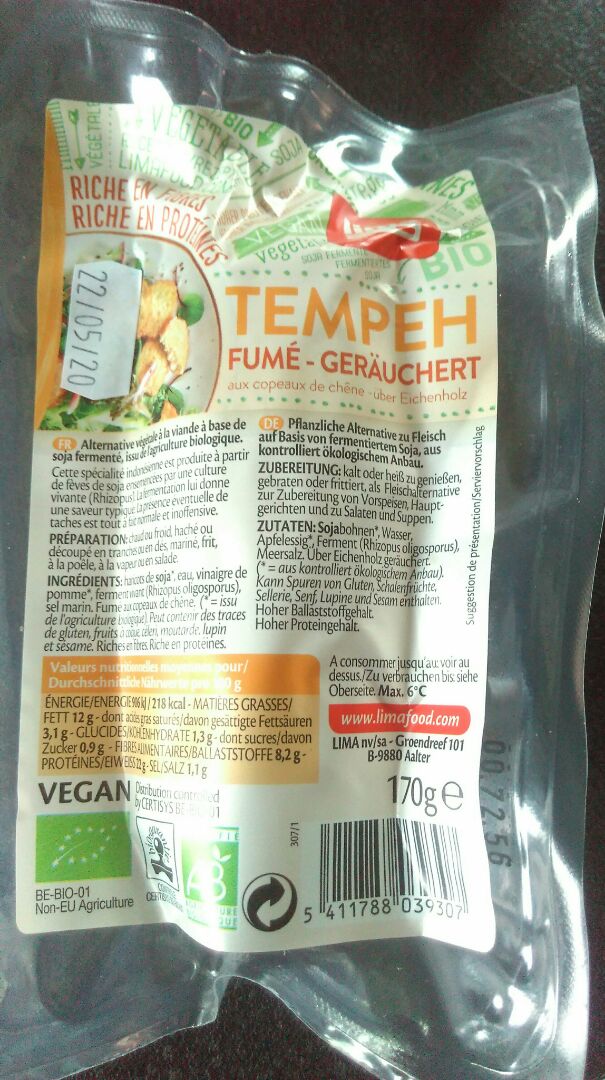 VÉGÉTALE
VEGETABLE
BIO
SOJA
LIMAFOOD
RICHE EN FIBRES
RICHE EN PROTÉINES
VEGAN
SOJA
lima
BIO
22/05/20
TEMPEH
FUMÉ - GERÄUCHERT
aux copeaux de chêne - über Eichenholz
FR Alternative végétale à la viande à base de
soja fermenté, issu de l'agriculture biologique.
Cette spécialité indonésienne est produite à partir
de fèves de soja ensemencées par une culture
vivante (Rhizopus). La fermentation lui donne
une saveur typique. La présence éventuelle de
taches est tout à fait normale et inoffensive.
PRÉPARATION: chaud ou froid, haché ou
découpé en tranches ou en dés, mariné, frit,
à la poêle, à la vapeur ou en salade.
INGRÉDIENTS: haricots de soja*, eau, vinaigre de
pomme*, ferment vivant (Rhizopus oligosporus),
sel marin. Fumé aux copeaux de chêne. (* = issu
de l'agriculture biologique). Peut contenir des traces
de gluten, fruits à coque, céleri, moutarde, lupin
et sésame. Riche en fibres. Riche en protéines.
DE Pflanzliche Alternative zu Fleisch
auf Basis von fermentiertem Soja, aus
kontrolliert ökologischem Anbau.
ZUBEREITUNG: kalt oder heiß zu genießen,
gebraten oder frittiert, als Fleischalternative
zur Zubereitung von Vorspeisen, Haupt-
gerichten und zu Salaten und Suppen.
ZUTATEN: Sojabohnen*, Wasser,
Apfelessig*, Ferment (Rhizopus oligosporus),
Meersalz. Über Eichenholz geräuchert.
(* = aus kontrolliert ökologischem Anbau).
Kann Spuren von Gluten, Schalenfrüchte,
Sellerie, Senf, Lupine und Sesam enthalten.
Hoher Ballaststoffgehalt.
Hoher Proteingehalt.
Suggestion de présentation/Serviervorschlag
Valeurs nutritionnelles moyennes pour/
Durchschnittliche Nährwerte pro 100 g
ÉNERGIE/ENERGIE 906 kJ / 218 kcal - MATIÈRES GRASSES/
FETT 12 g - dont acides gras saturés/davon gesättigte Fettsäuren
3,1 g - GLUCIDES/KOHLENHYDRATE 1,3 g - dont sucres/davon
Zucker 0,9 g - FIBRES ALIMENTAIRES/BALLASTSTOFFE 8,2 g -
PROTÉINES/EIWEISS 22 g - SEL/SALZ 1,1 g
A consommer jusqu'au: voir au
dessus./Zu verbrauchen bis: siehe
Oberseite. Max. 6°C
www.limafood.com
LIMA nv/sa - Groendreef 101
B-9880 Aalter
VEGAN
Distribution controlled
by CERTISYS BE-BIO-01
170g e
BE-BIO-01
Non-EU Agriculture
AB
307/1
5 411788 039307